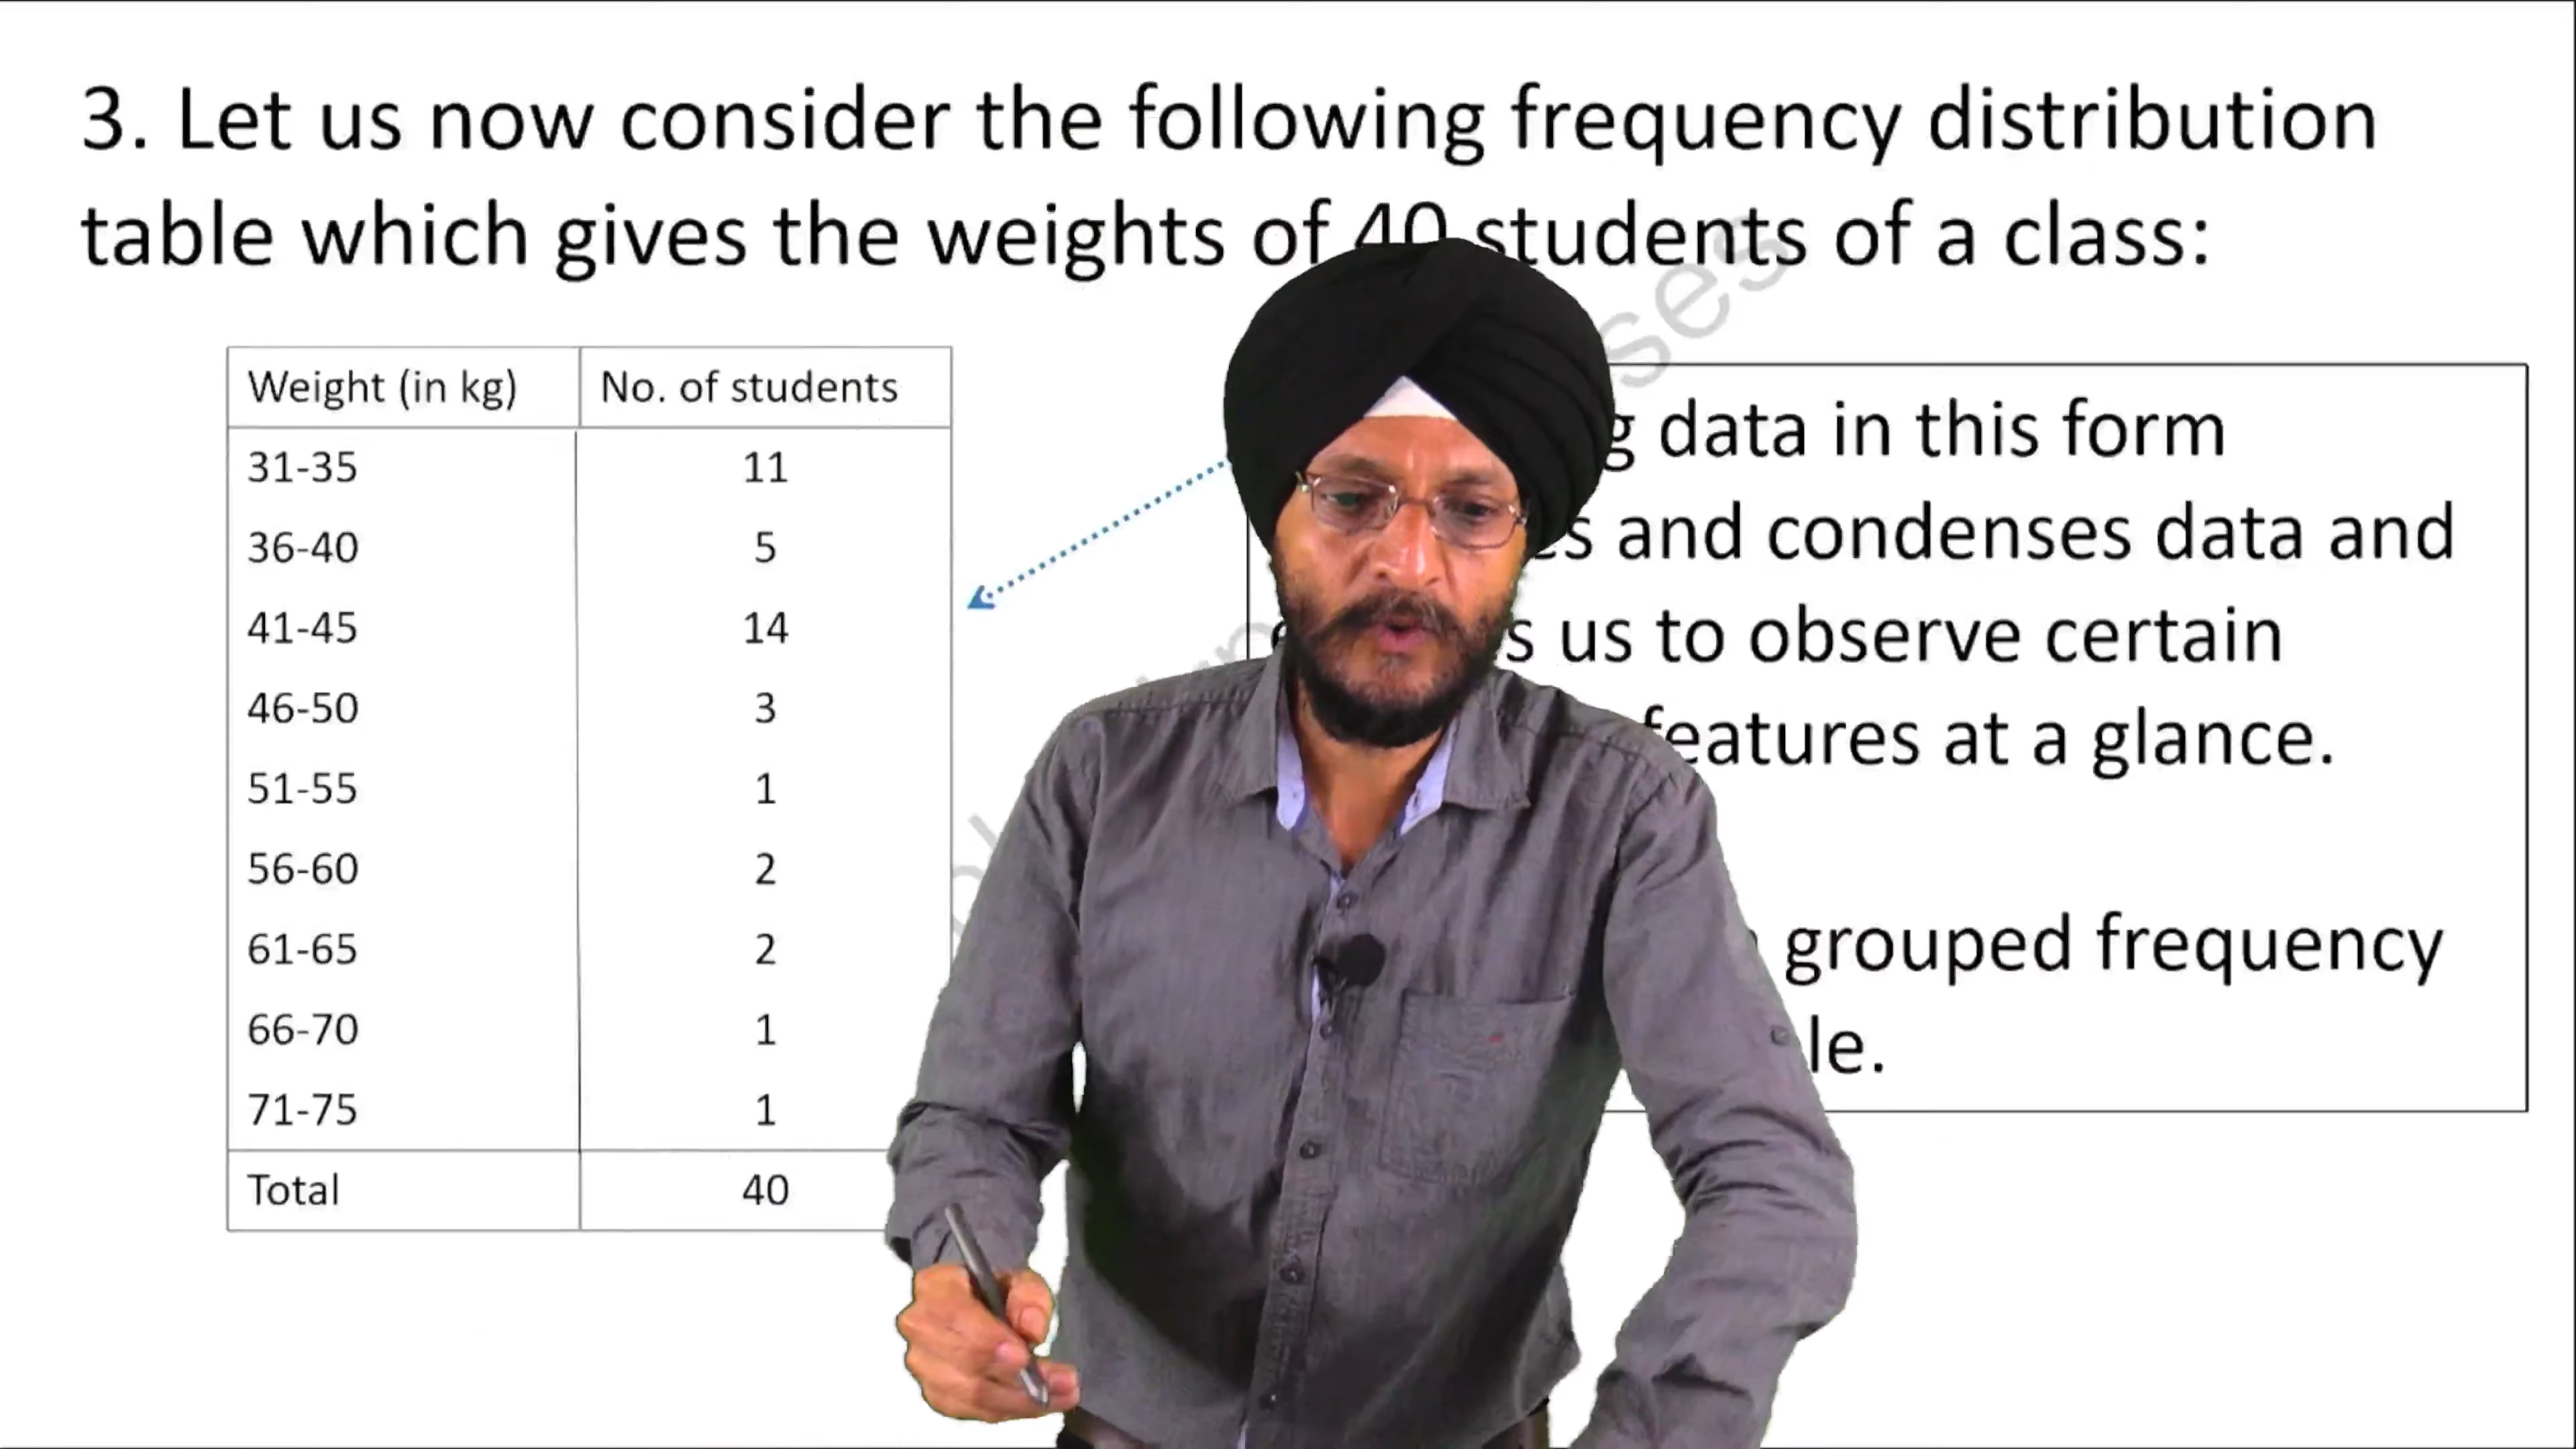 3. Let us now consider the following frequency distribution
table which gives the weights of 40 students of a class:
Weight (in kg) No. of students
31-35 11
36-40 5
41-45 14
46-50 3
51-55 1
56-60 2
61-65 2
66-70 1
71-75 1
Total 40
data in this form
and condenses data and
us to observe certain
features at a glance.
grouped frequency